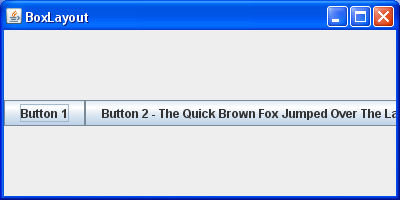 BoxLayout
Button 1
Button 2 - The Quick Brown Fox Jumped Over The La